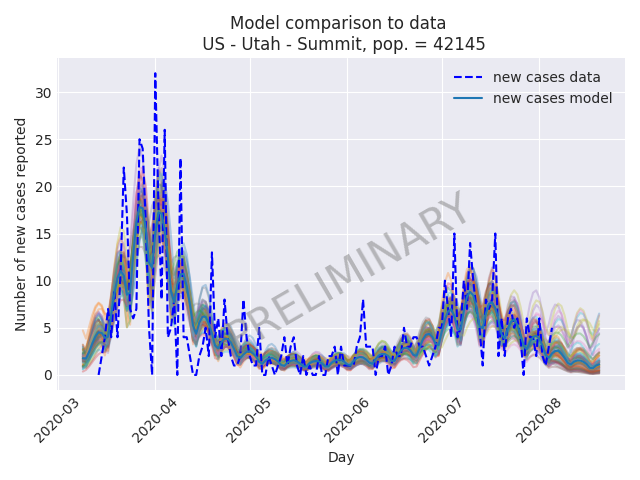 Model comparison to data
US - Utah - Summit, pop. = 42145
new cases data
new cases model
PRELIMINARY
Number of new cases reported
30
25
20
15
10
5
0
2020-03
2020-04
2020-05
2020-06
2020-07
2020-08
Day